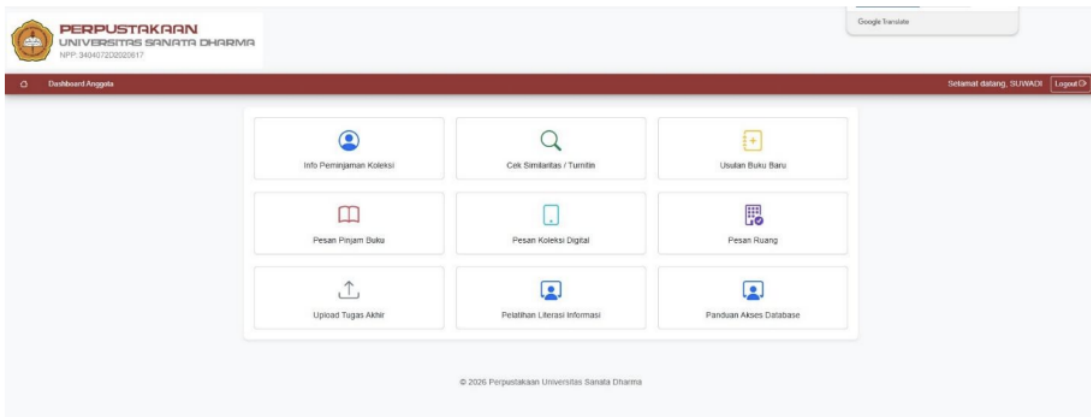 PERPUSTAKAAN
UNIVERSITAS SANATA DHARMA
NPP: 3404072D2020617
Google Translate
Dashboard Anggota
Selamat datang, SUWADI
Logout
Info Peminjaman Koleksi
Cek Similaritas / Turnitin
Usulan Buku Baru
Pesan Pinjam Buku
Pesan Koleksi Digital
Pesan Ruang
Upload Tugas Akhir
Pelatihan Literasi Informasi
Panduan Akses Database
© 2026 Perpustakaan Universitas Sanata Dharma